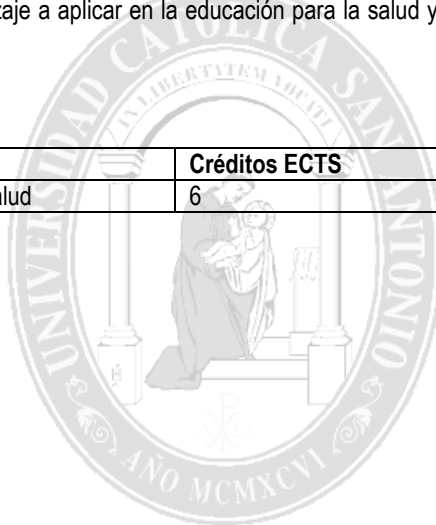 zaje a aplicar en la educación para la salud y
Créditos ECTS
alud 6
UNIVERSIDAD CATOLICA SAN ANTONIO
IN LIBERTATEM VOCATI
AÑO MCMXCVI